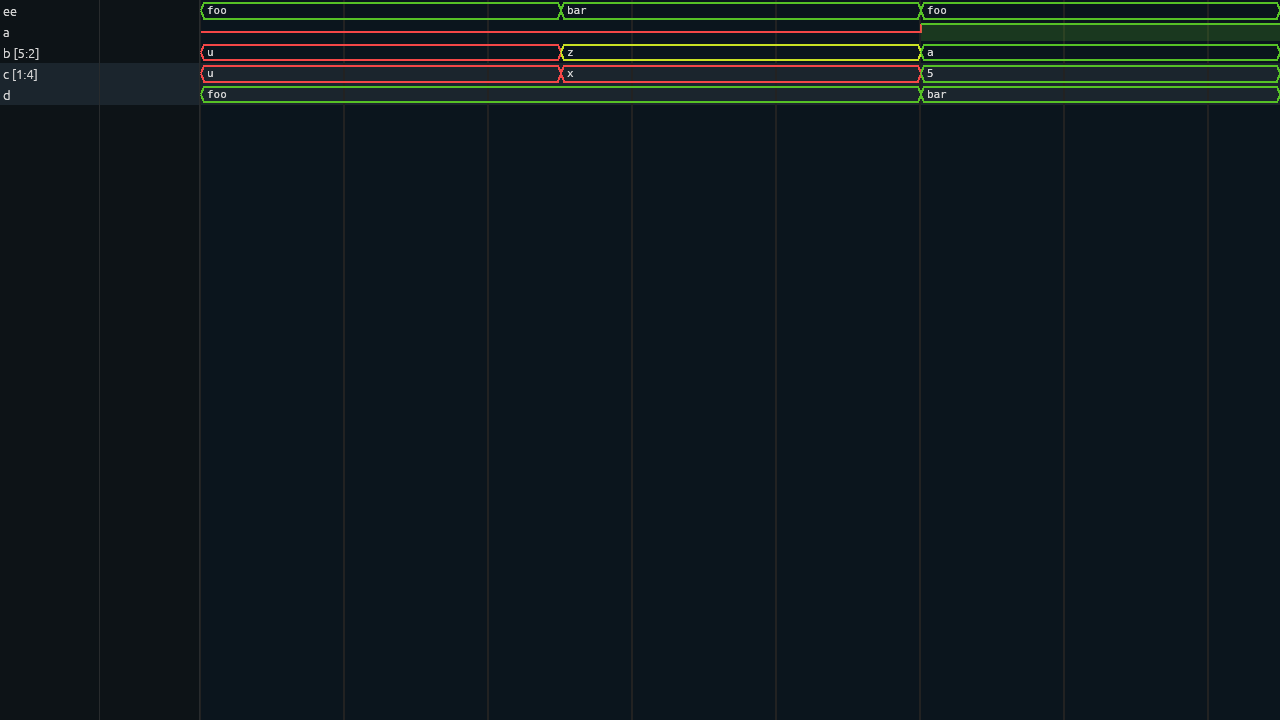 ee foo bar foo
a
b [5:2] u z a
c [1:4] u x 5
d foo bar